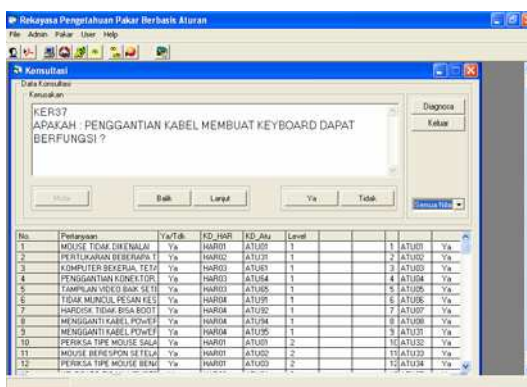 Rekayasa Pengetahuan Pakar Berbasis Aturan
File Admin Pakar User Help
Konsultasi
Data Konsultasi
Kerusakan
KER37
APAKAH : PENGGANTIAN KABEL MEMBUAT KEYBOARD DAPAT
BERFUNGSI ?
Diagnosa
Keluar
Mulai Balik Lanjut Ya Tidak
Semua Nilai
No. Pertanyaan Ya/Tdk KD_HAR KD_Atu Level
1 MOUSE TIDAK DIKENALAI Ya HAR01 ATU01 1 1 ATU01 Ya
2 PERTUKARAN BEBERAPA T Ya HAR02 ATU31 1 2 ATU02 Ya
3 KOMPUTER BEKERJA, TETA Ya HAR03 ATU61 1 3 ATU03 Ya
4 PENGGANTIAN KONEKTOR Ya HAR03 ATU64 1 4 ATU04 Ya
5 TAMPILAN VIDEO BAIK SETE Ya HAR03 ATU65 1 5 ATU05 Ya
6 TIDAK MUNCUL PESAN KES Ya HAR04 ATU91 1 6 ATU06 Ya
7 HARDISK TIDAK BISA BOOT Ya HAR04 ATU92 1 7 ATU07 Ya
8 MENGGANTI KABEL POWEF Ya HAR04 ATU94 1 8 ATU08 Ya
9 MENGGANTI KABEL POWEF Ya HAR04 ATU95 1 9 ATU31 Ya
10 PERIKSA TIPE MOUSE SALA Ya HAR01 ATU02 2 10 ATU32 Ya
11 MOUSE BERESPON SETELA Ya HAR01 ATU03 2 11 ATU33 Ya
12 PERIKSA TIPE MOUSE BENA Ya HAR01 ATU03 2 12 ATU34 Ya